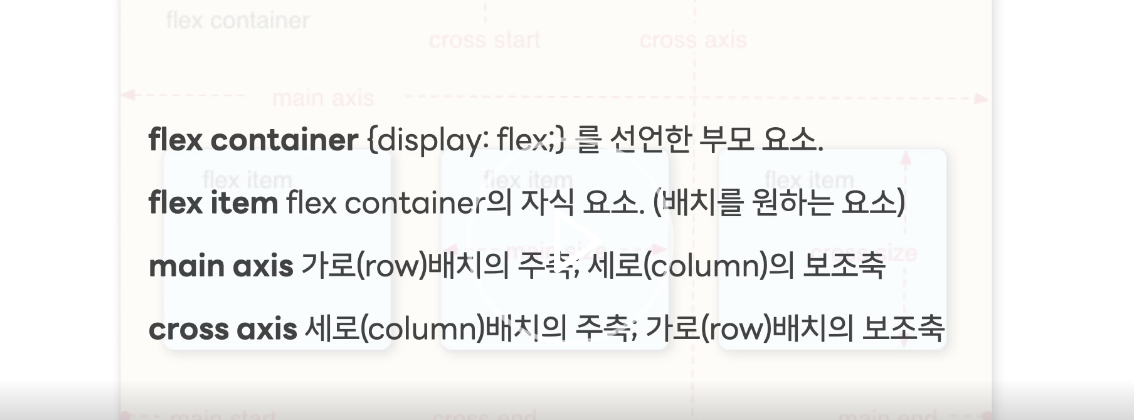 flex container
cross start
cross axis
main axis
flex container {display: flex;} 를 선언한 부모 요소.
flex item
flex item
flex item
flex item flex container의 자식 요소. (배치를 원하는 요소)
main size
cross size
main axis 가로(row)배치의 주축; 세로(column)의 보조축
cross axis 세로(column)배치의 주축; 가로(row)배치의 보조축
main start
cross end
main end